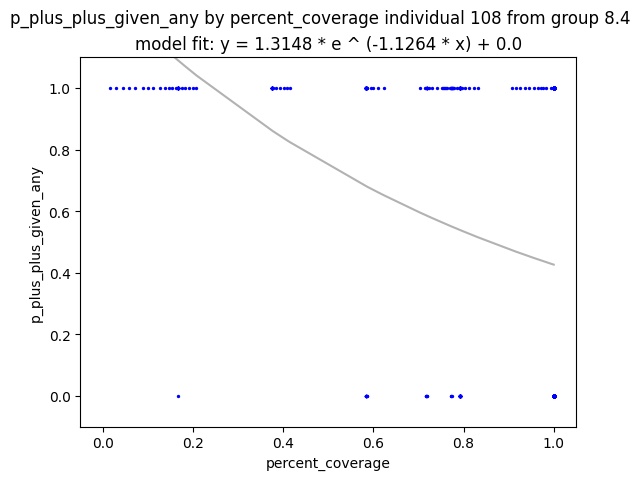 p_plus_plus_given_any by percent_coverage individual 108 from group 8.4
model fit: y = 1.3148 * e ^ (-1.1264 * x) + 0.0
1.0
0.8
0.6
0.4
0.2
0.0
p_plus_plus_given_any
0.0 0.2 0.4 0.6 0.8 1.0
percent_coverage